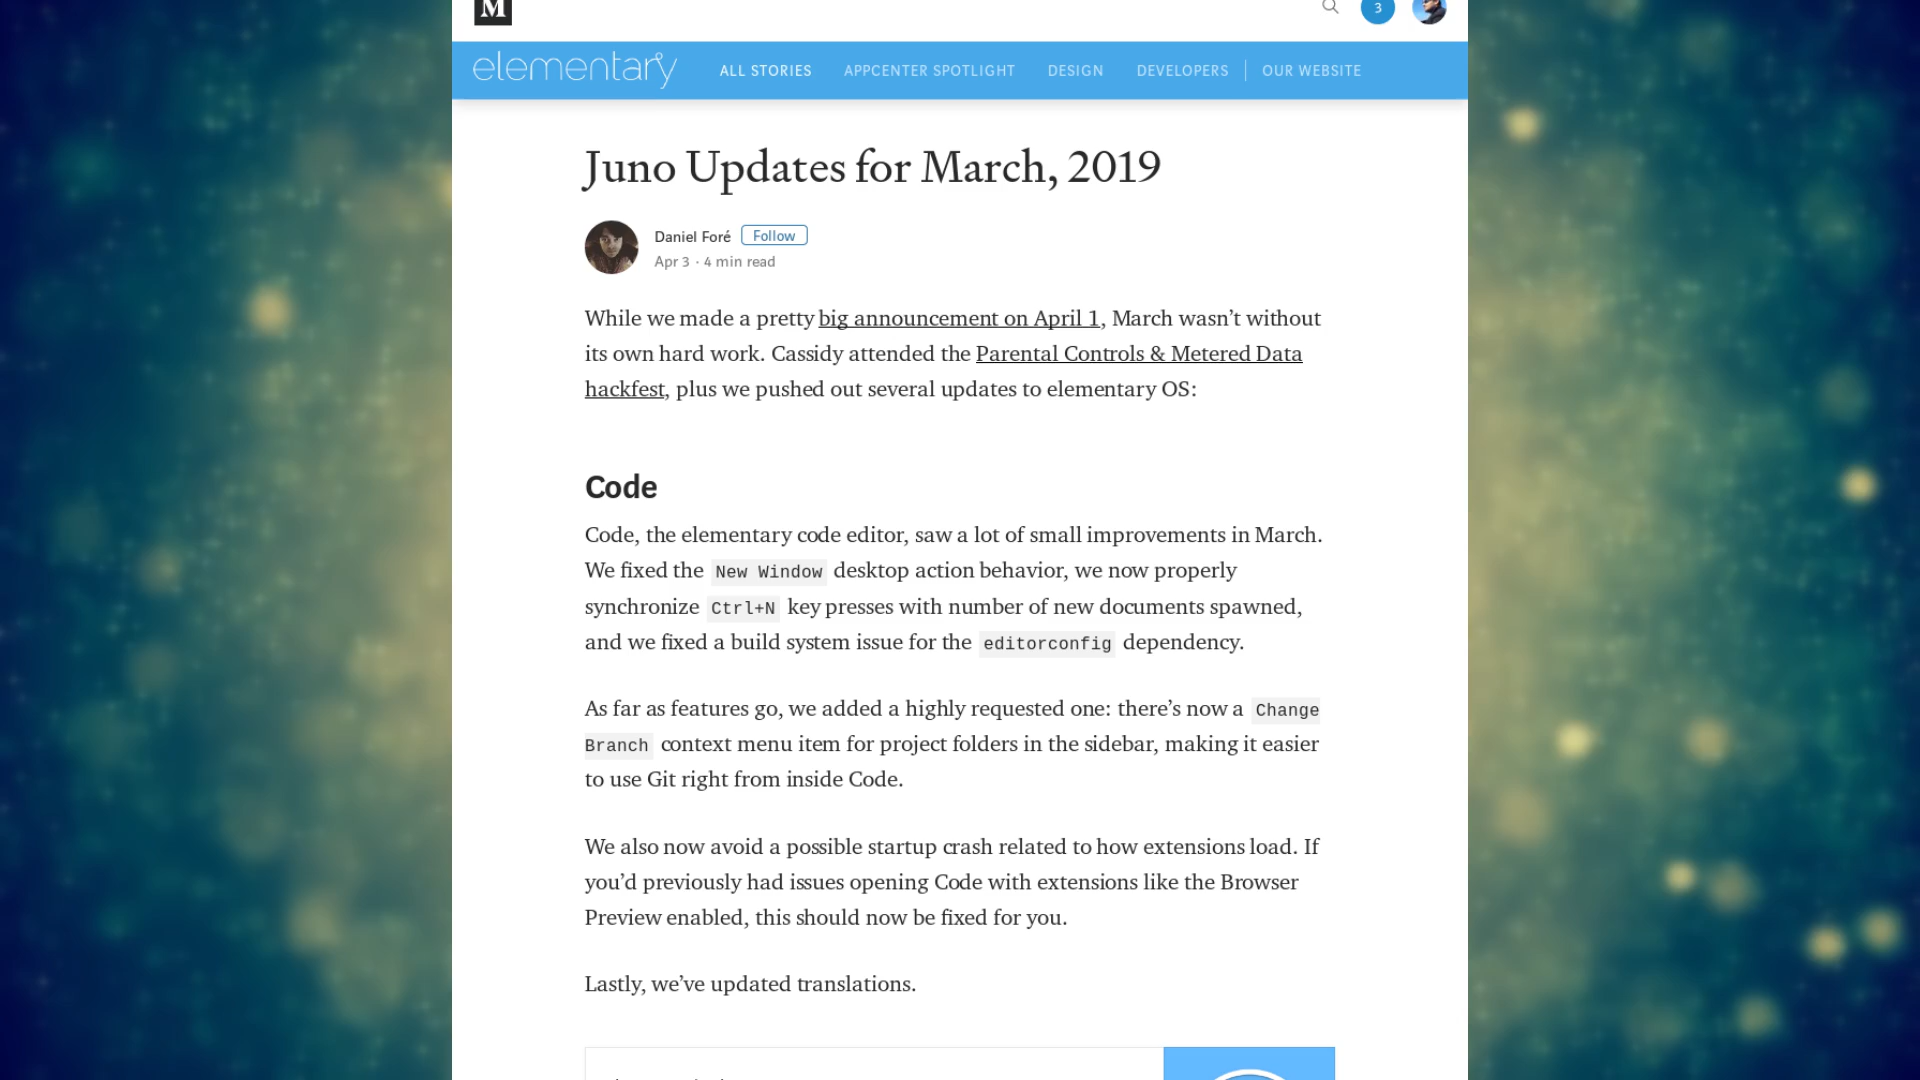 M
3
elementary ALL STORIES APPCENTER SPOTLIGHT DESIGN DEVELOPERS OUR WEBSITE
Juno Updates for March, 2019
Daniel Foré Follow
Apr 3 · 4 min read
While we made a pretty big announcement on April 1, March wasn’t without
its own hard work. Cassidy attended the Parental Controls & Metered Data
hackfest, plus we pushed out several updates to elementary OS:
Code
Code, the elementary code editor, saw a lot of small improvements in March.
We fixed the New Window desktop action behavior, we now properly
synchronize Ctrl+N key presses with number of new documents spawned,
and we fixed a build system issue for the editorconfig dependency.
As far as features go, we added a highly requested one: there’s now a Change
Branch context menu item for project folders in the sidebar, making it easier
to use Git right from inside Code.
We also now avoid a possible startup crash related to how extensions load. If
you’d previously had issues opening Code with extensions like the Browser
Preview enabled, this should now be fixed for you.
Lastly, we’ve updated translations.